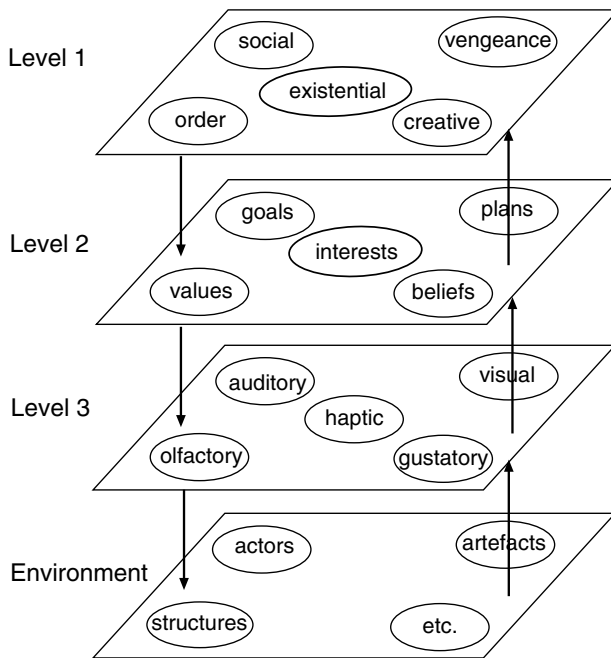 Level 1
social
vengeance
existential
order
creative
Level 2
goals
plans
interests
values
beliefs
Level 3
auditory
visual
haptic
olfactory
gustatory
Environment
actors
artefacts
structures
etc.